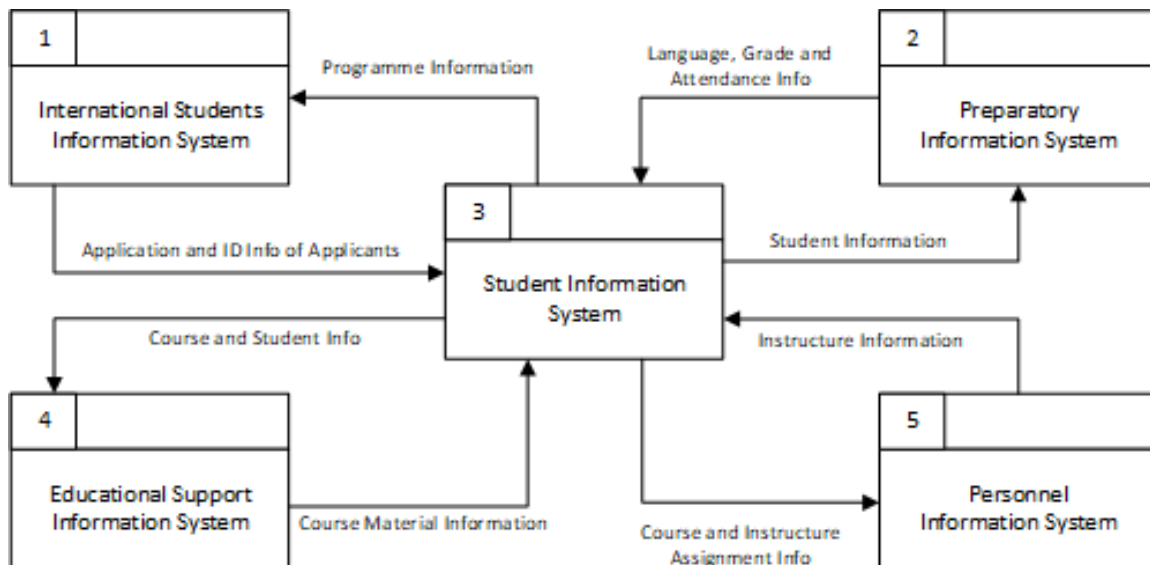 1
International Students
Information System
Programme Information
Language, Grade and
Attendance Info
2
Preparatory
Information System
Application and ID Info of Applicants
3
Student Information
System
Student Information
Course and Student Info
Instructure Information
4
Educational Support
Information System
Course Material Information
Course and Instructure
Assignment Info
5
Personnel
Information System